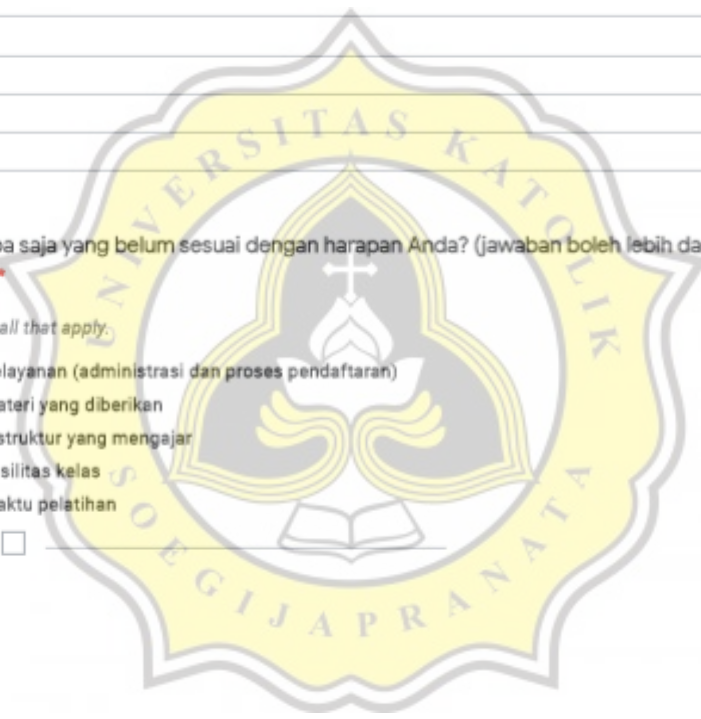 pa saja yang belum sesuai dengan harapan Anda? (jawaban boleh lebih da
all that apply.
elayanan (administrasi dan proses pendaftaran)
ateri yang diberikan
struktur yang mengajar
silitas kelas
aktu pelatihan
UNIVERSITAS KATOLIK
SOEGIJAPRANATA